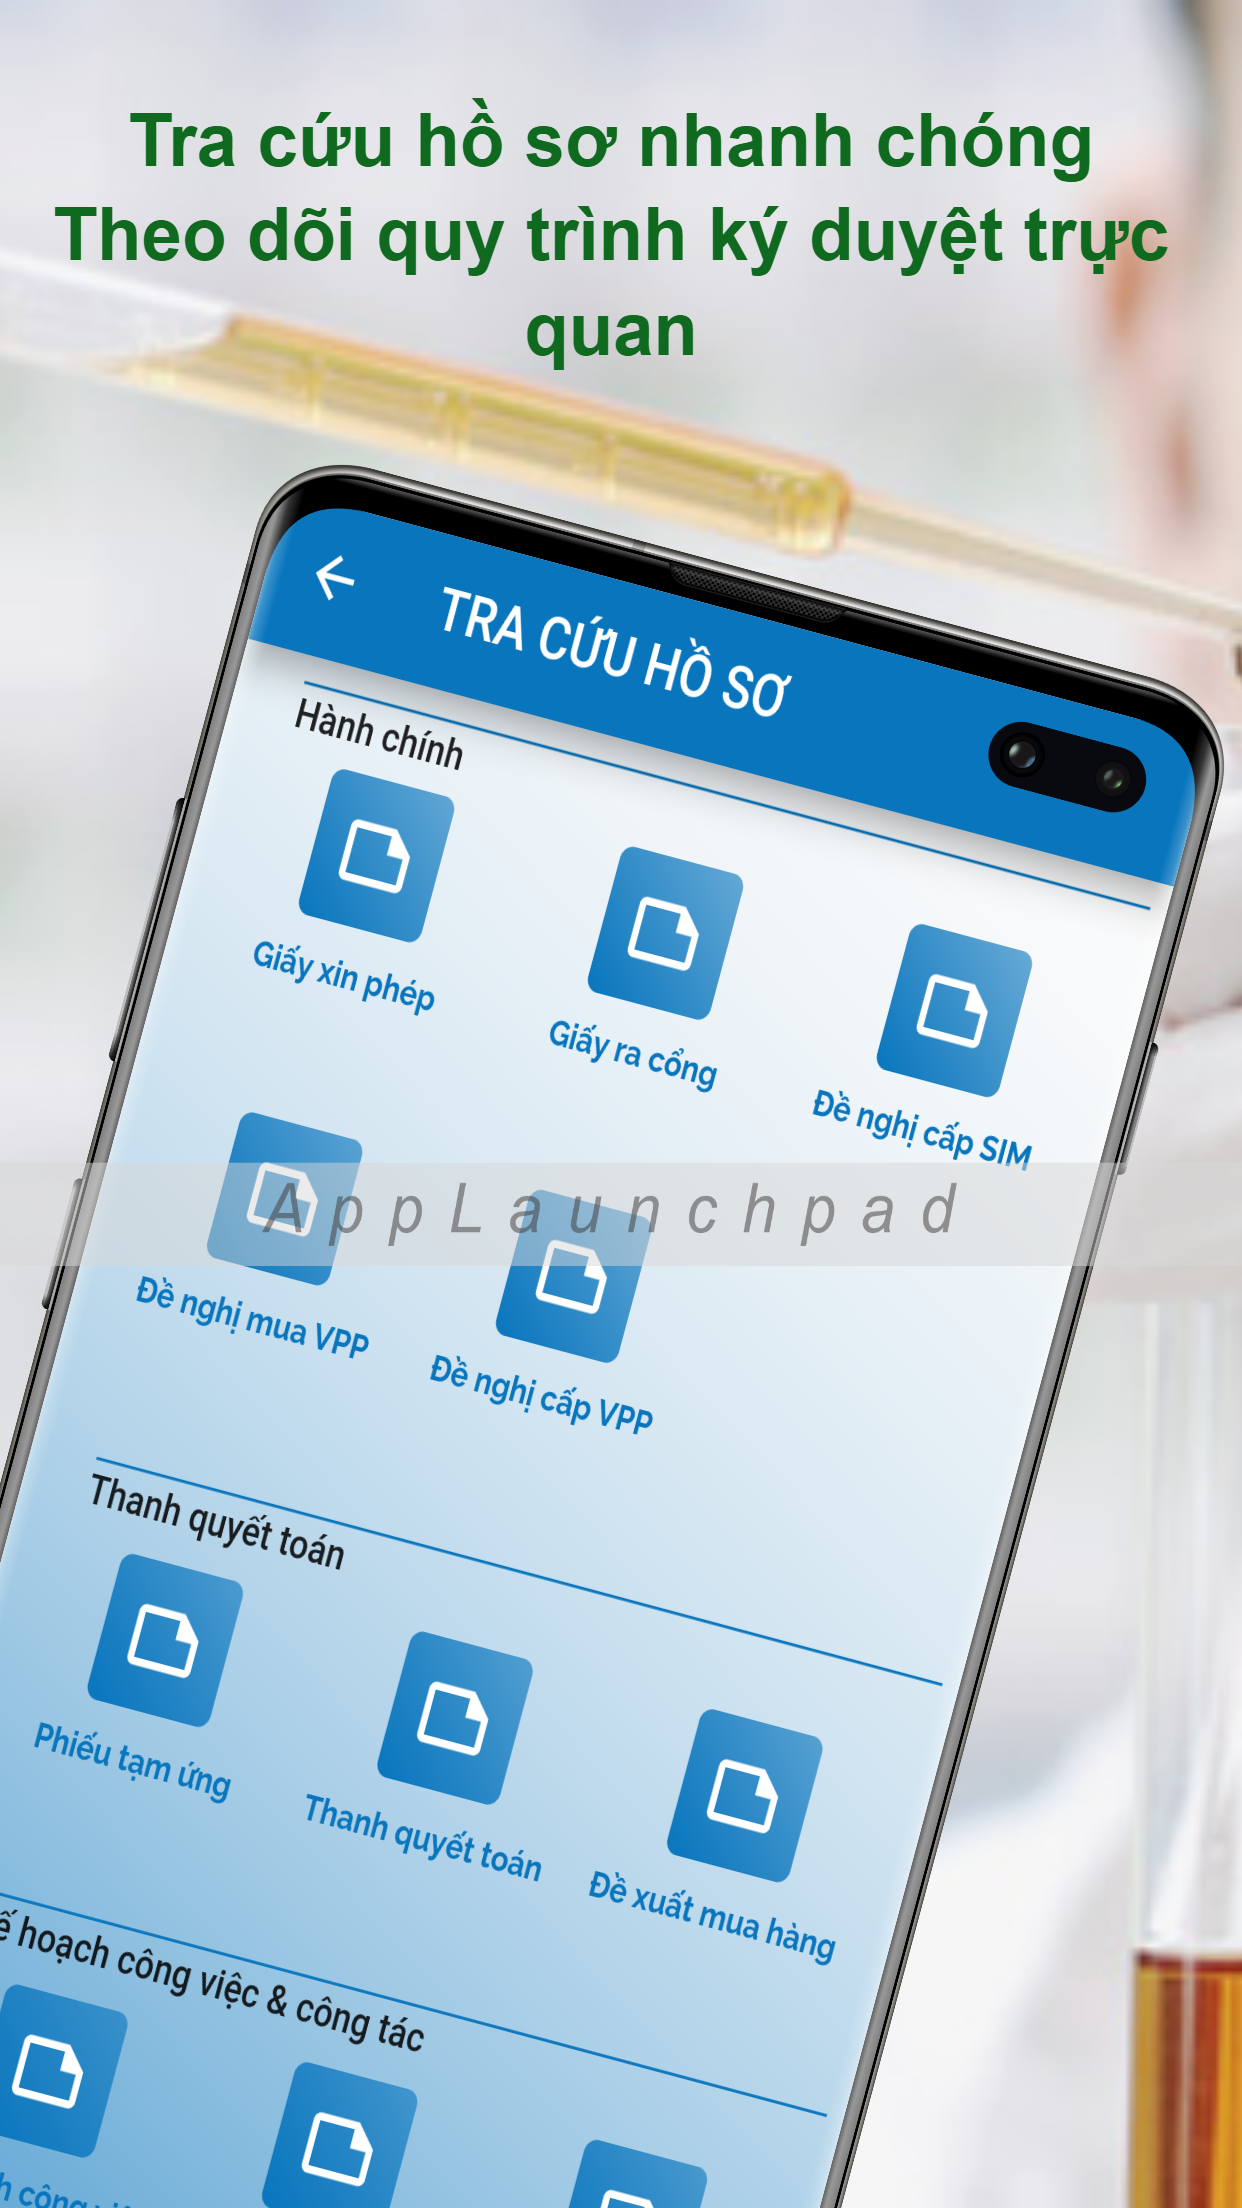 Tra cứu hồ sơ nhanh chóng
Theo dõi quy trình ký duyệt trực
quan
TRA CỨU HỒ SƠ
Hành chính
Giấy xin phép
Giấy ra cổng
Đề nghị cấp SIM
AppLaunchpad
Đề nghị mua VPP
Đề nghị cấp VPP
Thanh quyết toán
Phiếu tạm ứng
Thanh quyết toán
Đề xuất mua hàng
hoạch công việc & công tác
công